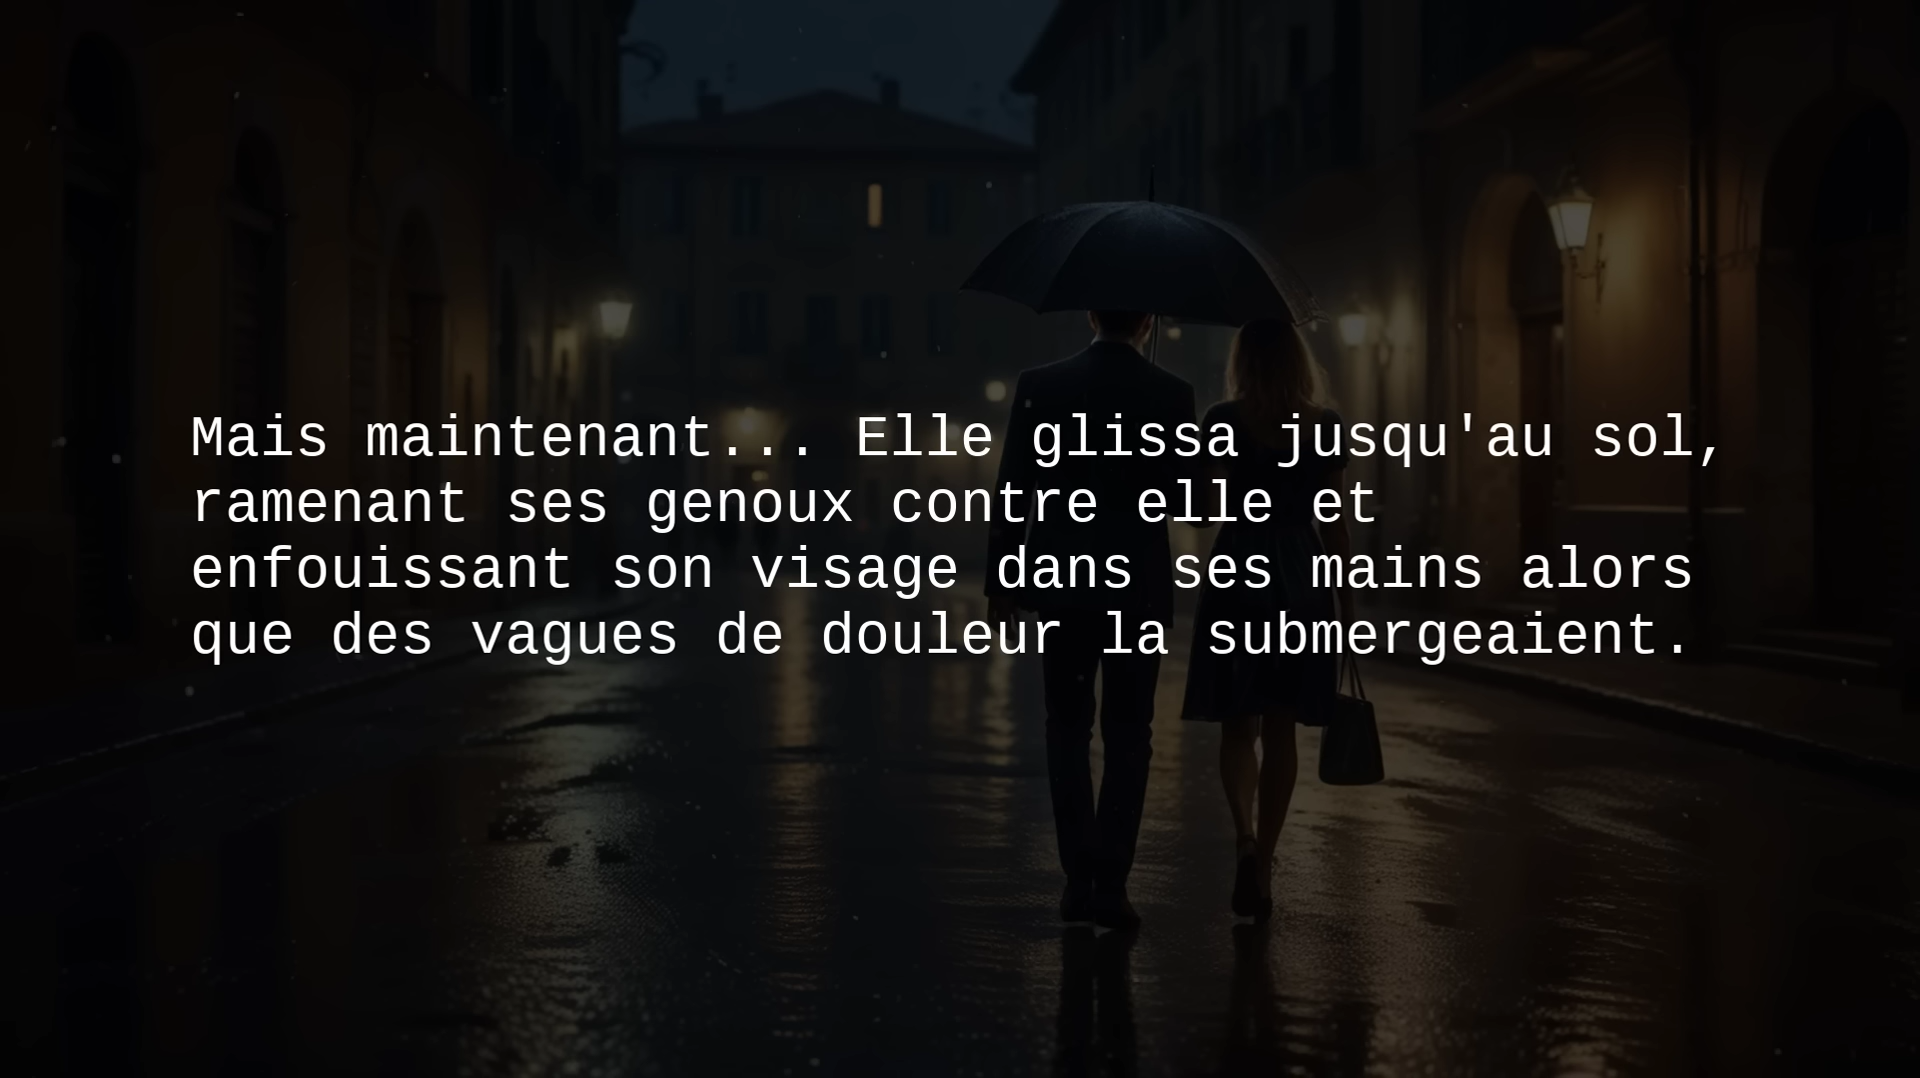 Mais maintenant... Elle glissa jusqu'au sol,
ramenant ses genoux contre elle et
enfouissant son visage dans ses mains alors
que des vagues de douleur la submergeaient.